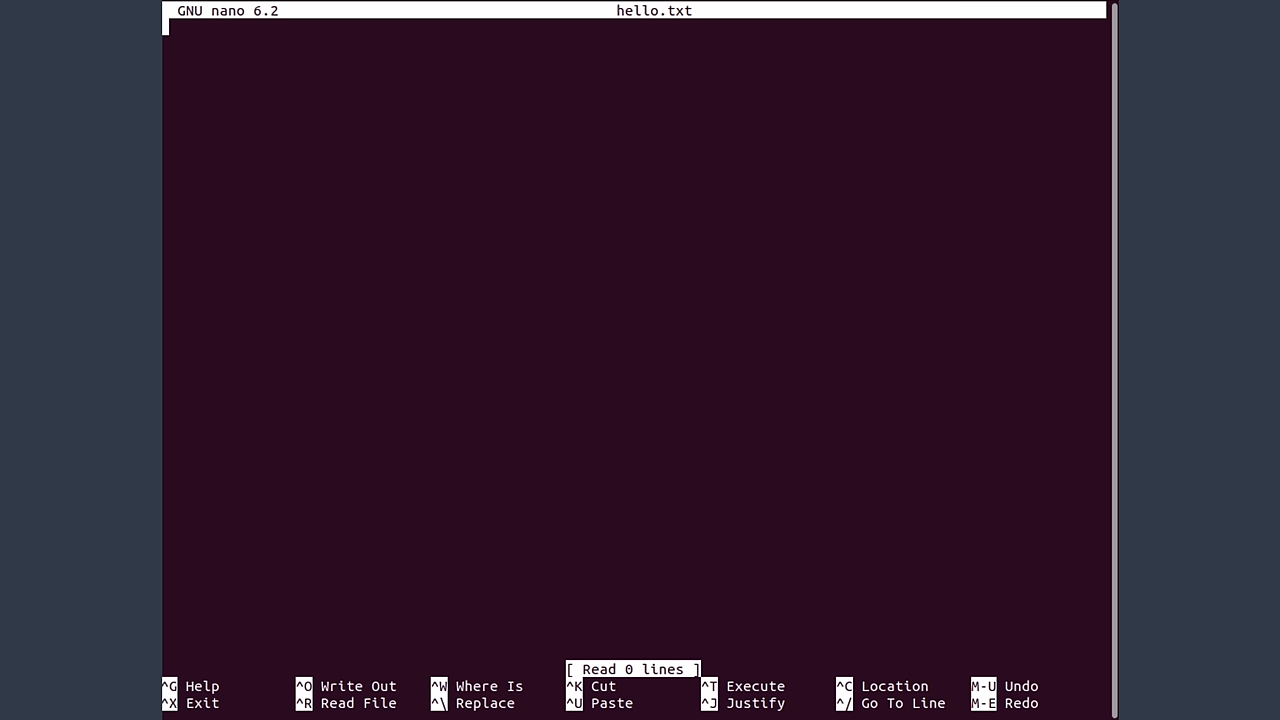 GNU nano 6.2 hello.txt
[ Read 0 lines ]
^G Help ^O Write Out ^W Where Is ^K Cut ^T Execute ^C Location M-U Undo
^X Exit ^R Read File ^\ Replace ^U Paste ^J Justify ^/ Go To Line M-E Redo